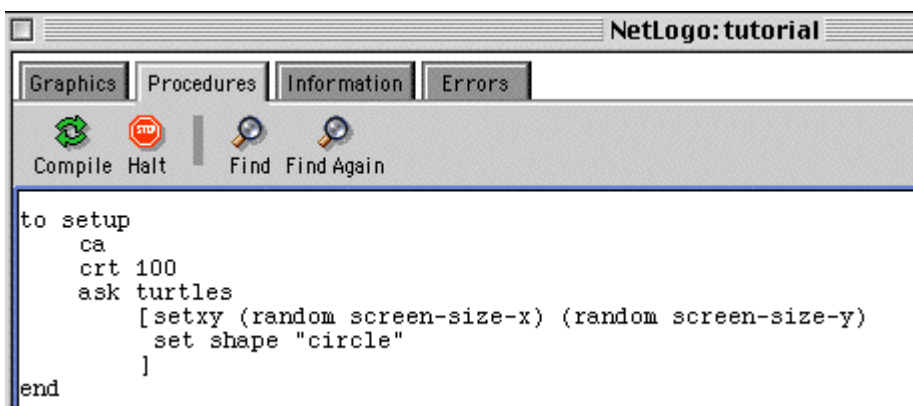 NetLogo: tutorial
Graphics Procedures Information Errors
STOP
Compile Halt Find Find Again
to setup
ca
crt 100
ask turtles
[setxy (random screen-size-x) (random screen-size-y)
set shape "circle"
]
end